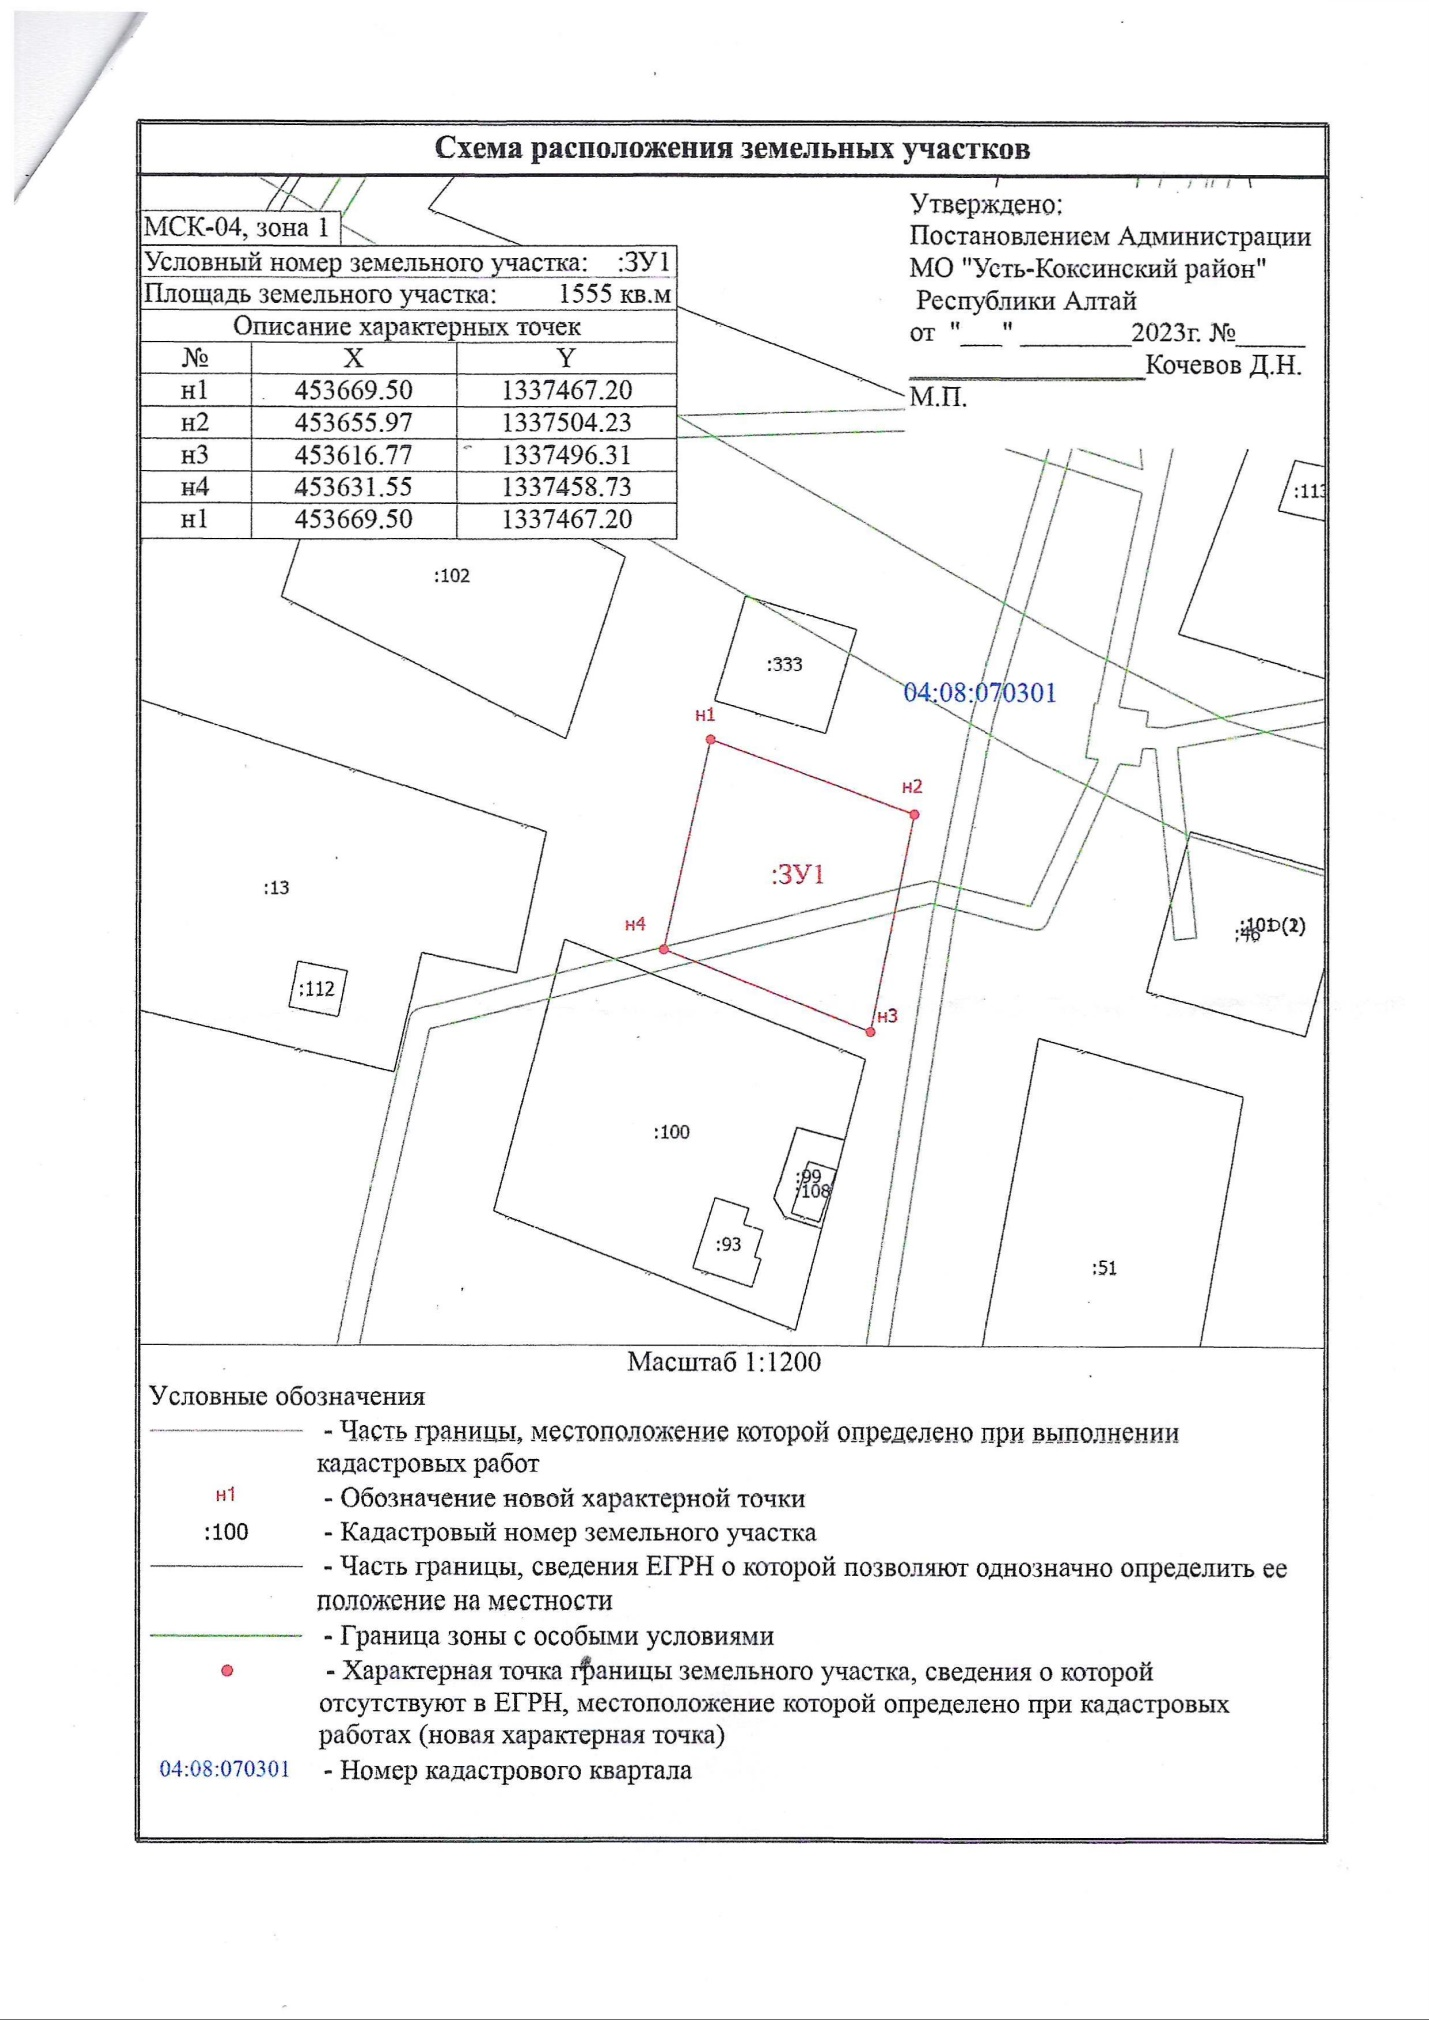 Схема расположения земельных участков
МСК-04, зона 1
Условный номер земельного участка: :ЗУ1
Площадь земельного участка: 1555 кв.м
Описание характерных точек
№ X Y
н1 453669.50 1337467.20
н2 453655.97 1337504.23
н3 453616.77 1337496.31
н4 453631.55 1337458.73
н1 453669.50 1337467.20
Утверждено:
Постановлением Администрации
МО "Усть-Коксинский район"
Республики Алтай
от "___" ________2023г. №_____
_________________Кочевов Д.Н.
М.П.
:113
:102
:333
04:08:070301
н1
н2
:ЗУ1
:13
н4
:112
н3
:100
:99
:108
:93
:51
Масштаб 1:1200
Условные обозначения
- Часть границы, местоположение которой определено при выполнении
кадастровых работ
н1 - Обозначение новой характерной точки
:100 - Кадастровый номер земельного участка
- Часть границы, сведения ЕГРН о которой позволяют однозначно определить ее
положение на местности
- Граница зоны с особыми условиями
- Характерная точка границы земельного участка, сведения о которой
отсутствуют в ЕГРН, местоположение которой определено при кадастровых
работах (новая характерная точка)
04:08:070301 - Номер кадастрового квартала